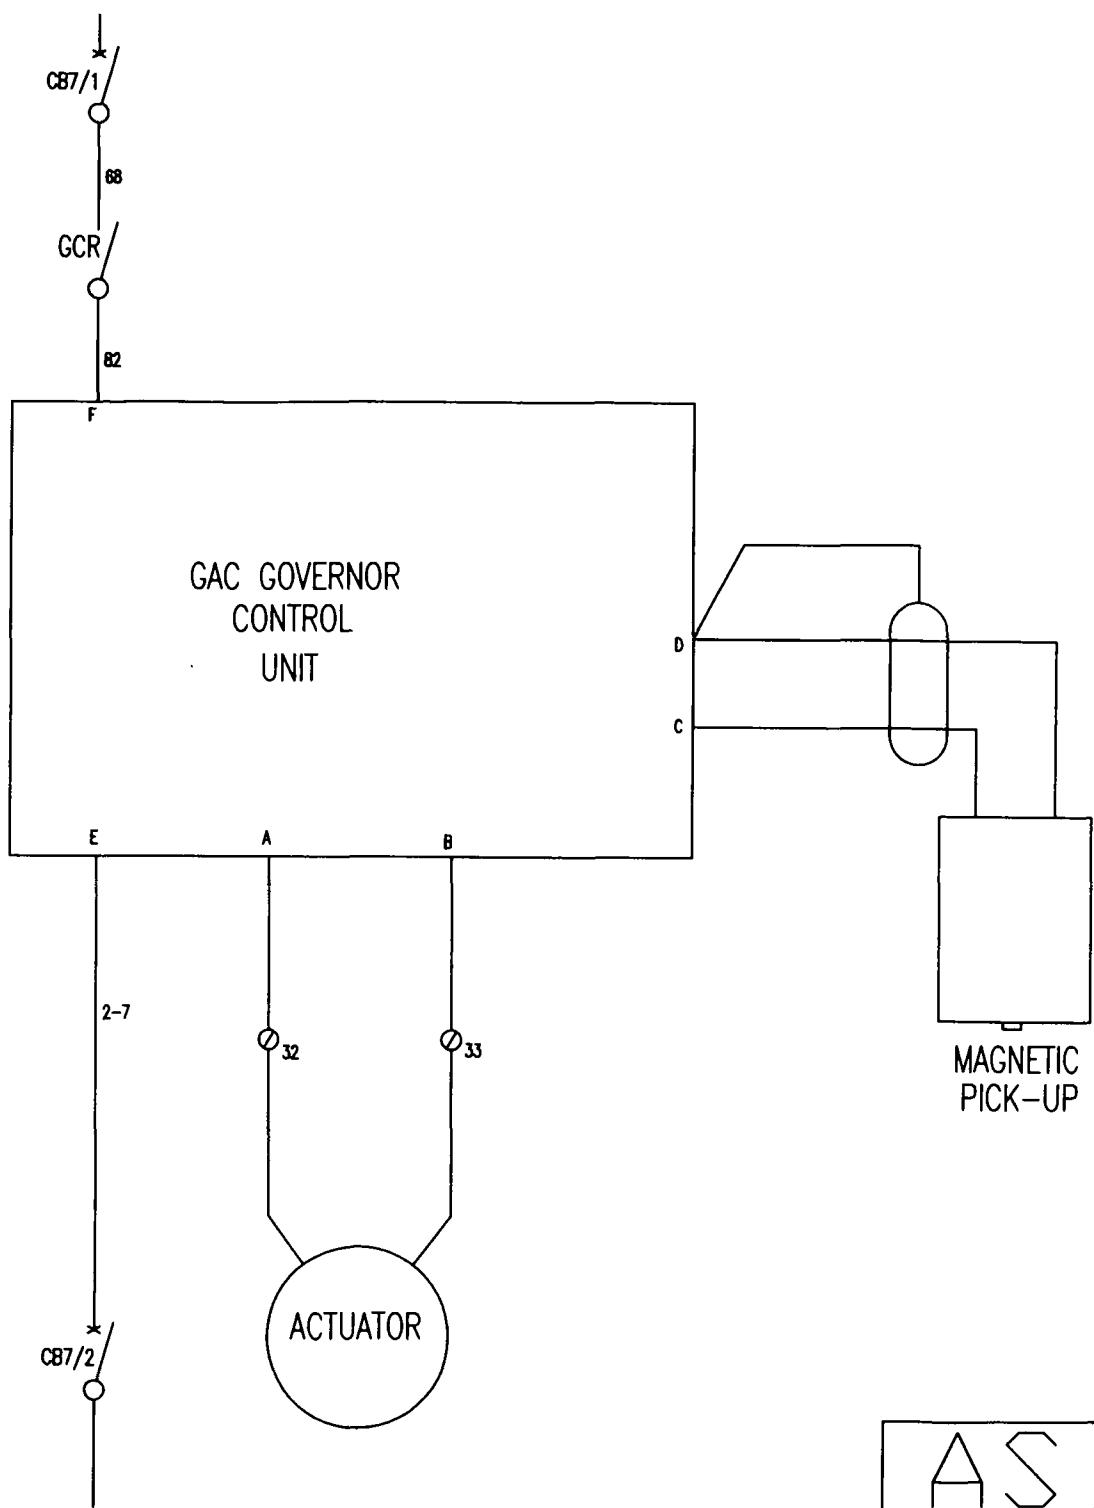 CB7/1
68
GCR
82
F
GAC GOVERNOR
CONTROL
UNIT
D
C
E
A
B
2-7
32
33
MAGNETIC
PICK-UP
ACTUATOR
CB7/2
AS